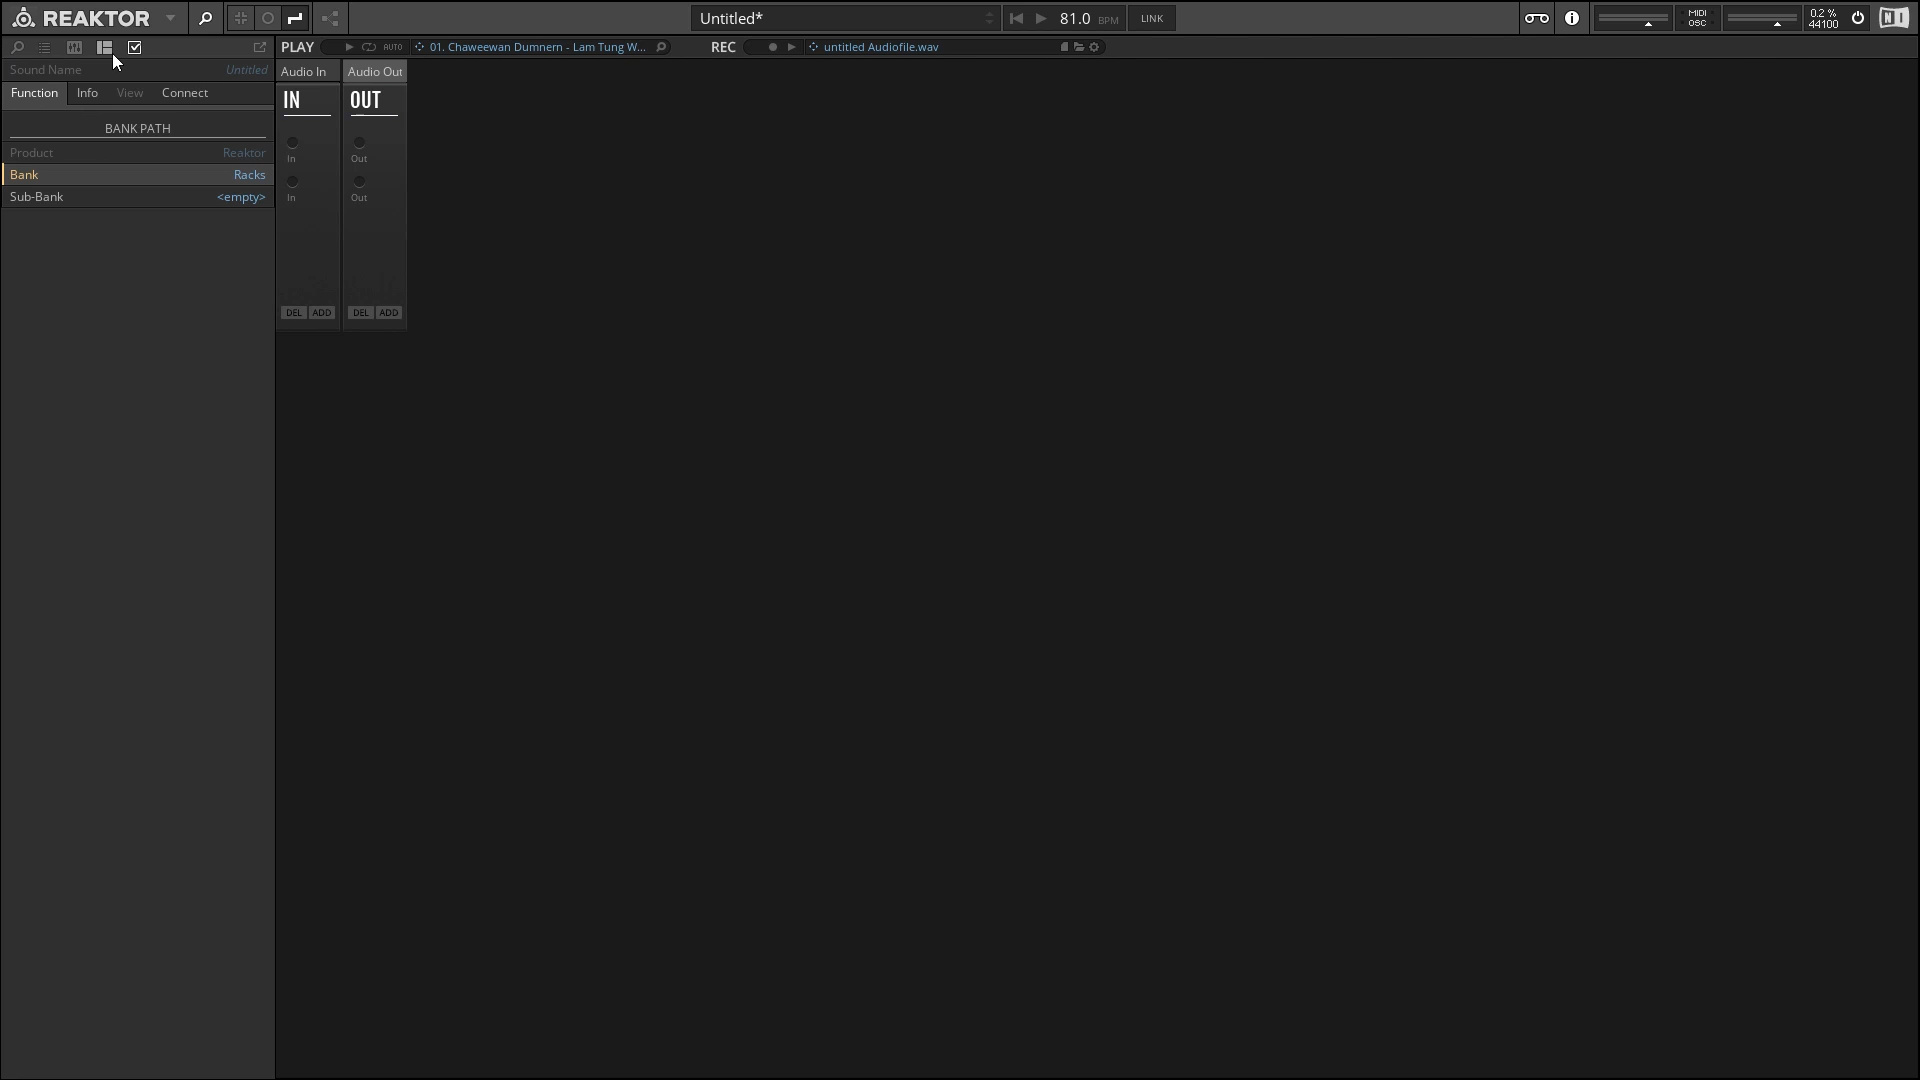 REAKTOR
Untitled*
81.0 BPM
LINK
MIDI
OSC
0.2 %
44100
PLAY
AUTO
01. Chaweewan Dumnern - Lam Tung W...
REC
untitled Audiofile.wav
Sound Name
Untitled
Audio In
Audio Out
Function
Info
View
Connect
IN
OUT
BANK PATH
Product
Reaktor
In
Out
Bank
Racks
Sub-Bank
<empty>
In
Out
DEL
ADD
DEL
ADD